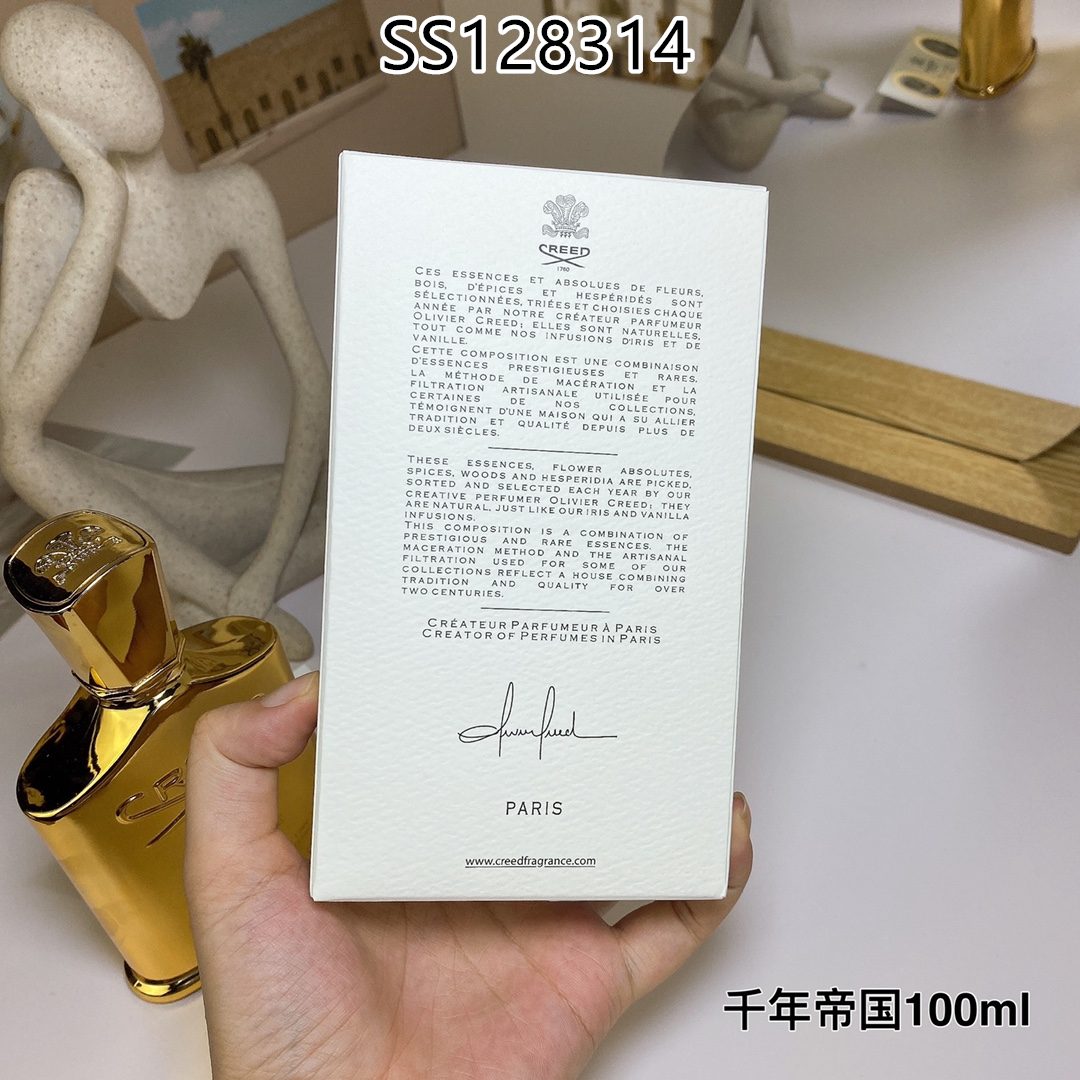 SS128314
CREED
1760
CES ESSENCES ET ABSOLUES DE FLEURS,
BOIS, D'ÉPICES ET HESPÉRIDÉS SONT
SÉLECTIONNÉES, TRIÉES ET CHOISIES CHAQUE
ANNÉE PAR NOTRE CRÉATEUR PARFUMEUR
OLIVIER CREED; ELLES SONT NATURELLES,
TOUT COMME NOS INFUSIONS D'IRIS ET DE
VANILLE.
CETTE COMPOSITION EST UNE COMBINAISON
D'ESSENCES PRESTIGIEUSES ET RARES.
LA MÉTHODE DE MACÉRATION ET LA
FILTRATION ARTISANALE UTILISÉE POUR
CERTAINES DE NOS COLLECTIONS,
TÉMOIGNENT D'UNE MAISON QUI A SU ALLIER
TRADITION ET QUALITÉ DEPUIS PLUS DE
DEUX SIÈCLES.
THESE ESSENCES, FLOWER ABSOLUTES,
SPICES, WOODS AND HESPERIDIA ARE PICKED,
SORTED AND SELECTED EACH YEAR BY OUR
CREATIVE PERFUMER OLIVIER CREED; THEY
ARE NATURAL, JUST LIKE OUR IRIS AND VANILLA
INFUSIONS.
THIS COMPOSITION IS A COMBINATION OF
PRESTIGIOUS AND RARE ESSENCES. THE
MACERATION METHOD AND THE ARTISANAL
FILTRATION USED FOR SOME OF OUR
COLLECTIONS REFLECT A HOUSE COMBINING
TRADITION AND QUALITY FOR OVER
TWO CENTURIES.
CRÉATEUR PARFUMEUR À PARIS
CREATOR OF PERFUMES IN PARIS
PARIS
www.creedfragrance.com
千年帝国100ml